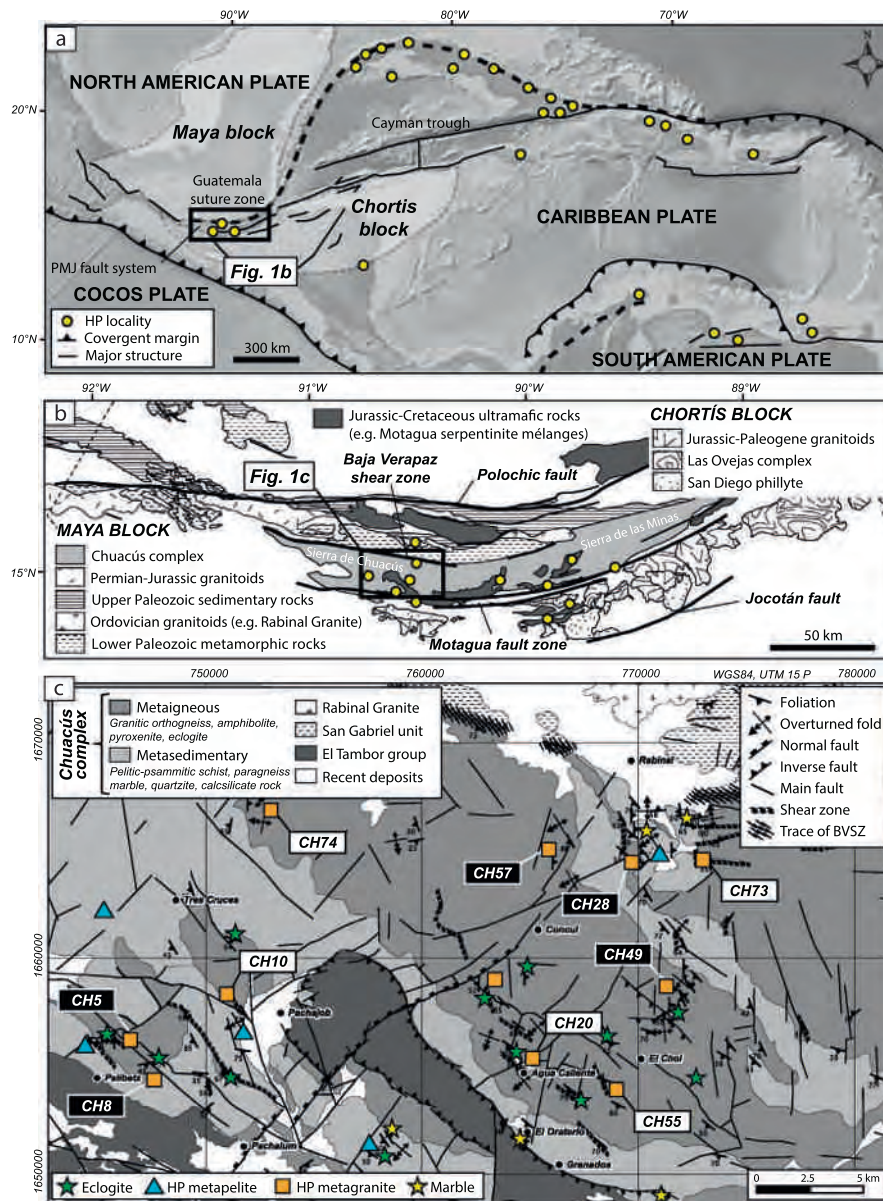 a
90°W 80°W 70°W
N
NORTH AMERICAN PLATE
20°N
Maya block
Cayman trough
Guatemala
suture zone
Chortis
block
CARIBBEAN PLATE
PMJ fault system
Fig. 1b
COCOS PLATE
HP locality
Covergent margin
Major structure
300 km
10°N
SOUTH AMERICAN PLATE
92°W 91°W 90°W 89°W
b
Jurassic-Cretaceous ultramafic rocks
(e.g. Motagua serpentinite mélanges)
CHORTÍS BLOCK
Jurassic-Paleogene granitoids
Las Ovejas complex
San Diego phyllyte
Fig. 1c
Baja Verapaz
shear zone
Polochic fault
MAYA BLOCK
Chuacús complex
Permian-Jurassic granitoids
Upper Paleozoic sedimentary rocks
Ordovician granitoids (e.g. Rabinal Granite)
Lower Paleozoic metamorphic rocks
Sierra de Chuacús
Sierra de las Minas
15°N
Jocotán fault
Motagua fault zone
50 km
750000 760000 770000 WGS84, UTM 15 P 780000
c
Chuacús
complex
Metaigneous
Granitic orthogneiss, amphibolite,
pyroxenite, eclogite
Metasedimentary
Pelitic-psammitic schist, paragneiss
marble, quartzite, calcsilicate rock
Rabinal Granite
San Gabriel unit
El Tambor group
Recent deposits
Foliation
Overturned fold
Normal fault
Inverse fault
Main fault
Shear zone
Trace of BVSZ
1670000
Rabinal
CH74
CH57
CH28
CH73
Tres Cruces
Cubulco
CH10
CH49
1660000
CH5
Pachajob
CH20
El Chol
Agua Caliente
CH8
CH55
El Oratorio
Pachalum
Granados
1650000
Eclogite
HP metapelite
HP metagranite
Marble
0 2.5 5 km